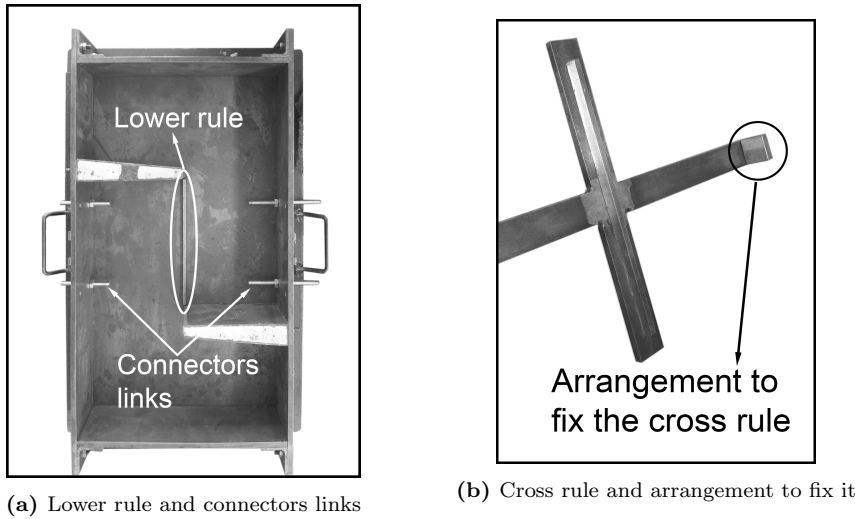 Lower rule
Connectors
links
(a) Lower rule and connectors links
Arrangement to
fix the cross rule
(b) Cross rule and arrangement to fix it